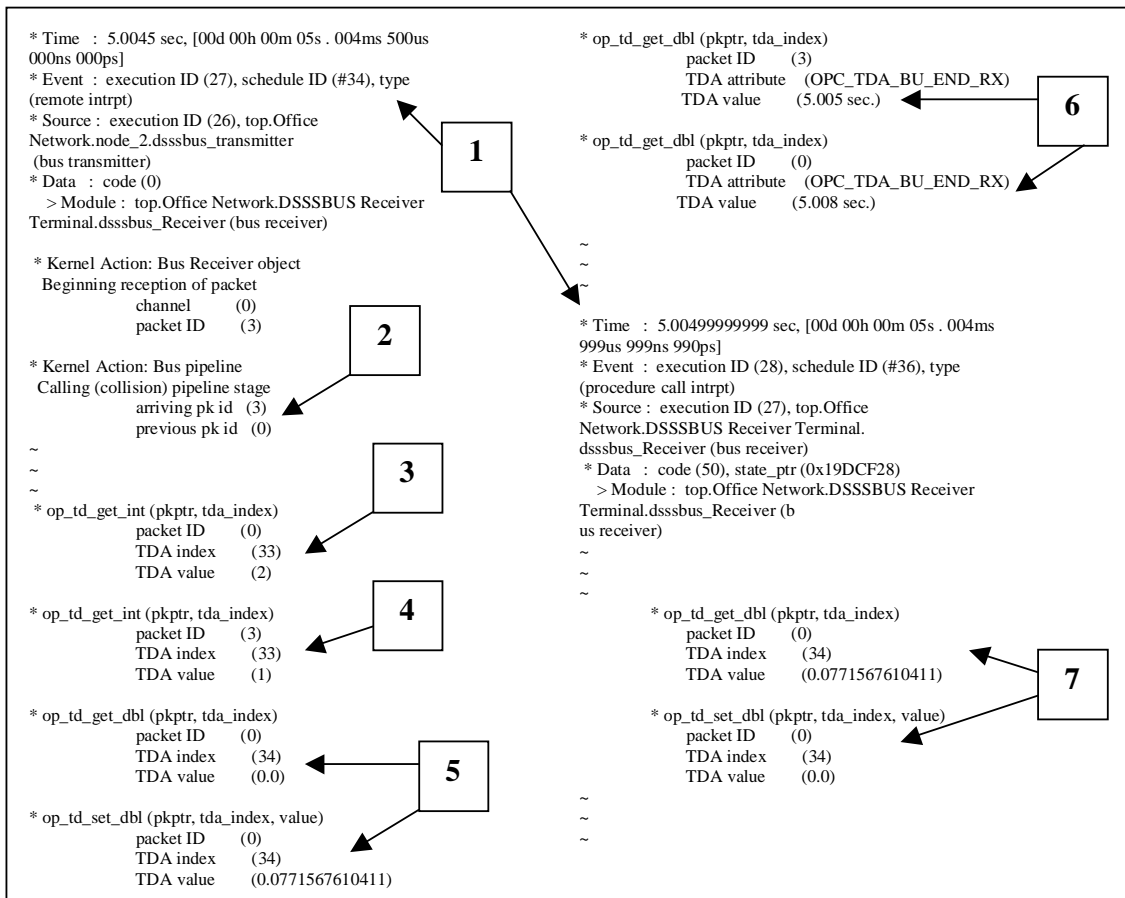 * Time : 5.0045 sec, [00d 00h 00m 05s . 004ms 500us
000ns 000ps]
* Event : execution ID (27), schedule ID (#34), type
(remote intrpt)
* Source : execution ID (26), top.Office
Network.node_2.dsssbus_transmitter
(bus transmitter)
* Data : code (0)
> Module : top.Office Network.DSSSBUS Receiver
Terminal.dsssbus_Receiver (bus receiver)
* Kernel Action: Bus Receiver object
Beginning reception of packet
channel (0)
packet ID (3)
* Kernel Action: Bus pipeline
Calling (collision) pipeline stage
arriving pk id (3)
previous pk id (0)
~
~
~
* op_td_get_int (pkptr, tda_index)
packet ID (0)
TDA index (33)
TDA value (2)
* op_td_get_int (pkptr, tda_index)
packet ID (3)
TDA index (33)
TDA value (1)
* op_td_get_dbl (pkptr, tda_index)
packet ID (0)
TDA index (34)
TDA value (0.0)
* op_td_set_dbl (pkptr, tda_index, value)
packet ID (0)
TDA index (34)
TDA value (0.0771567610411)
1
2
3
4
5
* op_td_get_dbl (pkptr, tda_index)
packet ID (3)
TDA attribute (OPC_TDA_BU_END_RX)
TDA value (5.005 sec.)
* op_td_get_dbl (pkptr, tda_index)
packet ID (0)
TDA attribute (OPC_TDA_BU_END_RX)
TDA value (5.008 sec.)
~
~
~
* Time : 5.00499999999 sec, [00d 00h 00m 05s . 004ms
999us 999ns 990ps]
* Event : execution ID (28), schedule ID (#36), type
(procedure call intrpt)
* Source : execution ID (27), top.Office
Network.DSSSBUS Receiver Terminal.
dsssbus_Receiver (bus receiver)
* Data : code (50), state_ptr (0x19DCF28)
> Module : top.Office Network.DSSSBUS Receiver
Terminal.dsssbus_Receiver (b
us receiver)
~
~
~
* op_td_get_dbl (pkptr, tda_index)
packet ID (0)
TDA index (34)
TDA value (0.0771567610411)
* op_td_set_dbl (pkptr, tda_index, value)
packet ID (0)
TDA index (34)
TDA value (0.0)
~
~
~
6
7